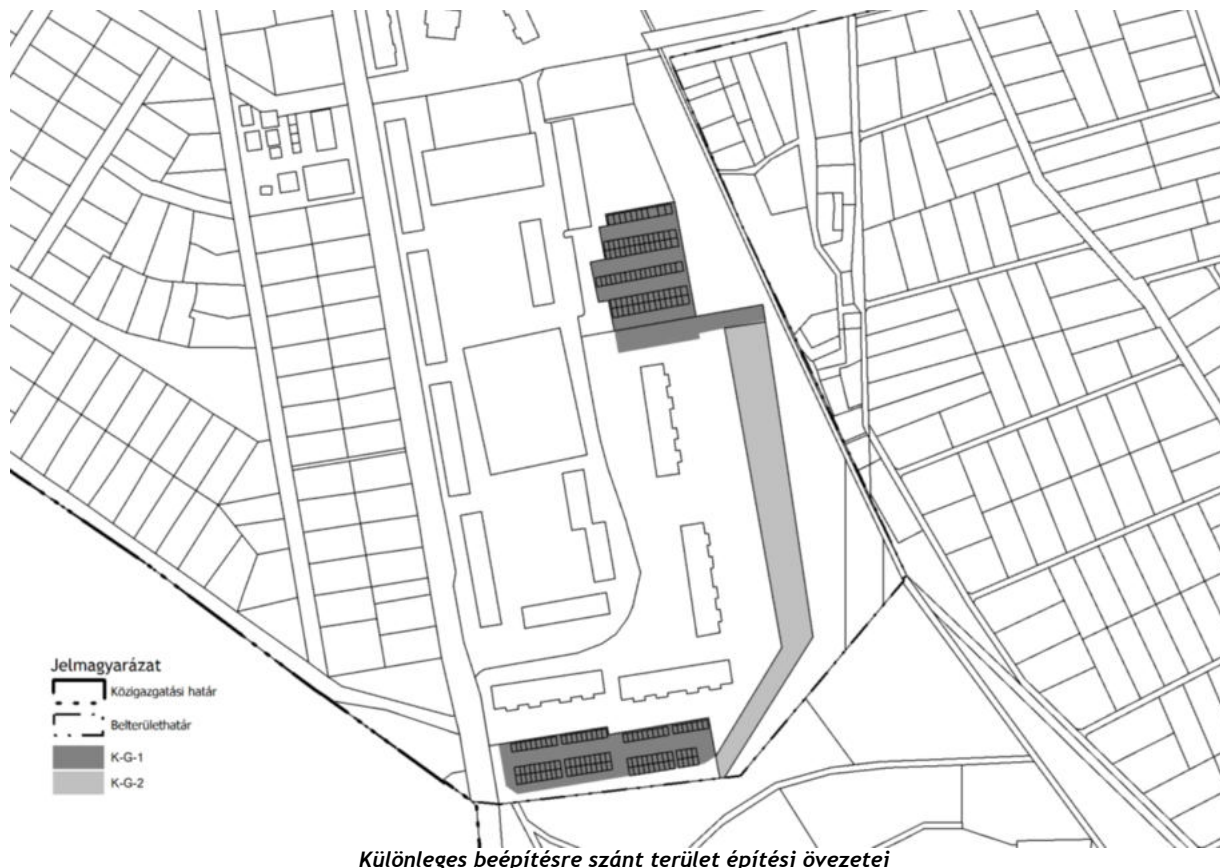 Jelmagyarázat
Közigazgatási határ
Belterülethatár
K-G-1
K-G-2
Különleges beépítésre szánt terület építési övezetei